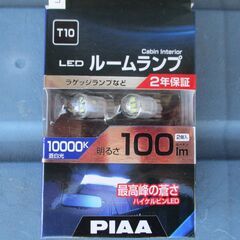 T10
Cabin Interior
LED ルームランプ
ラゲッジランプなど
2年保証
10000K
蒼白光
明るさ 100lm
2個入
最高峰の蒼さ
ハイケルビンLED
PIAA